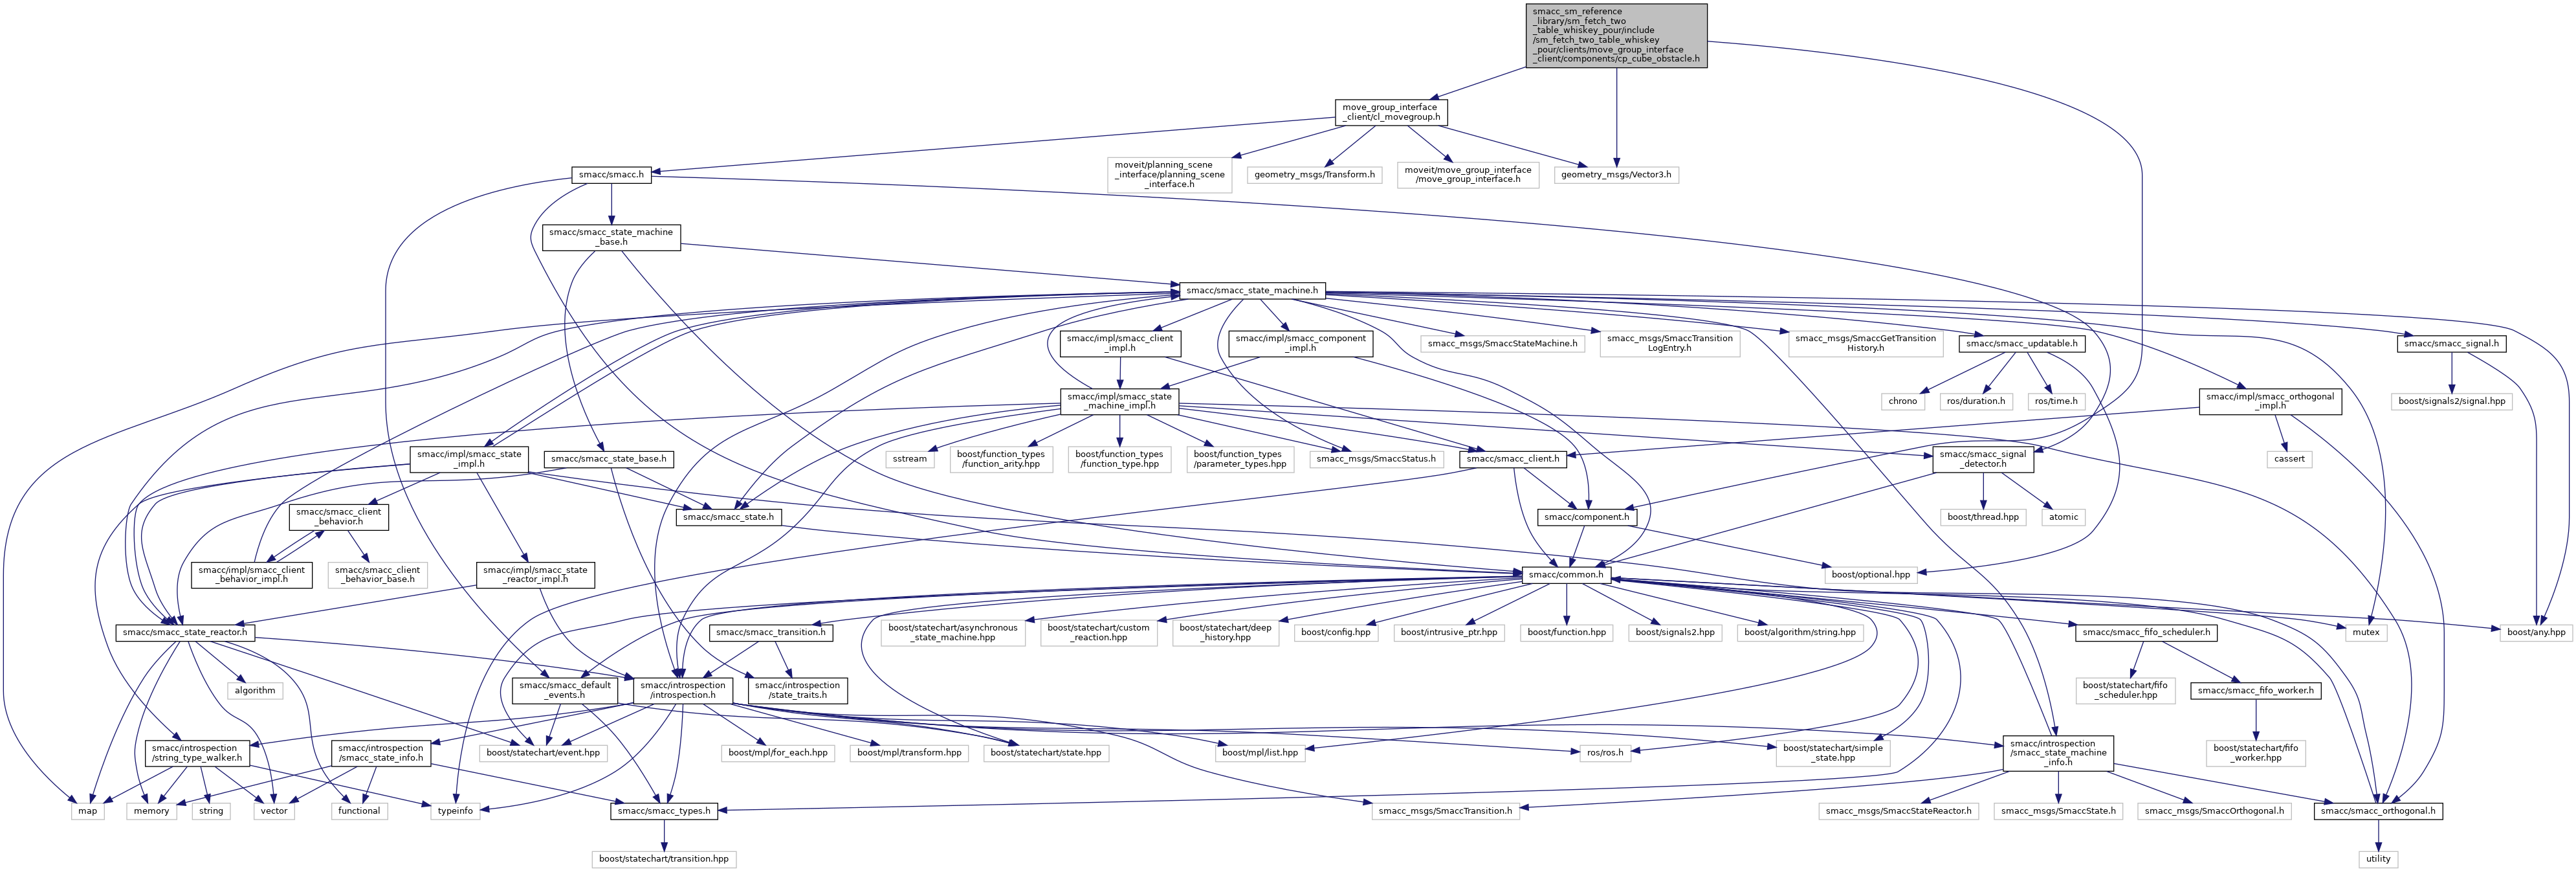 smacc_sm_reference
_library/sm_fetch_two
_table_whiskey_pour/include
/sm_fetch_two_table_whiskey
_pour/clients/move_group_interface
_client/components/cp_cube_obstacle.h
move_group_interface
_client/cl_movegroup.h
smacc/smacc.h
moveit/planning_scene
_interface/planning_scene
_interface.h
geometry_msgs/Transform.h
moveit/move_group_interface
/move_group_interface.h
geometry_msgs/Vector3.h
smacc/smacc_state_machine
_base.h
smacc/smacc_state_machine.h
smacc/impl/smacc_client
_impl.h
smacc/impl/smacc_component
_impl.h
smacc_msgs/SmaccStateMachine.h
smacc_msgs/SmaccTransition
LogEntry.h
smacc_msgs/SmaccGetTransition
History.h
smacc/smacc_updatable.h
smacc/smacc_signal.h
smacc/impl/smacc_state
_machine_impl.h
chrono
ros/duration.h
ros/time.h
smacc/impl/smacc_orthogonal
_impl.h
boost/signals2/signal.hpp
smacc/impl/smacc_state
_impl.h
smacc/smacc_state_base.h
sstream
boost/function_types
/function_arity.hpp
boost/function_types
/function_type.hpp
boost/function_types
/parameter_types.hpp
smacc_msgs/SmaccStatus.h
smacc/smacc_client.h
smacc/smacc_signal
_detector.h
cassert
smacc/smacc_client
_behavior.h
smacc/smacc_state.h
smacc/component.h
boost/thread.hpp
atomic
smacc/impl/smacc_client
_behavior_impl.h
smacc/smacc_client
_behavior_base.h
smacc/impl/smacc_state
_reactor_impl.h
smacc/common.h
boost/optional.hpp
smacc/smacc_state_reactor.h
smacc/smacc_transition.h
boost/statechart/asynchronous
_state_machine.hpp
boost/statechart/custom
_reaction.hpp
boost/statechart/deep
_history.hpp
boost/config.hpp
boost/intrusive_ptr.hpp
boost/function.hpp
boost/signals2.hpp
boost/algorithm/string.hpp
smacc/smacc_fifo_scheduler.h
mutex
boost/any.hpp
algorithm
smacc/smacc_default
_events.h
smacc/introspection
/introspection.h
smacc/introspection
/state_traits.h
boost/statechart/fifo
_scheduler.hpp
smacc/smacc_fifo_worker.h
smacc/introspection
/string_type_walker.h
smacc/introspection
/smacc_state_info.h
boost/statechart/event.hpp
boost/mpl/for_each.hpp
boost/mpl/transform.hpp
boost/statechart/state.hpp
boost/mpl/list.hpp
ros/ros.h
boost/statechart/simple
_state.hpp
smacc/introspection
/smacc_state_machine
_info.h
boost/statechart/fifo
_worker.hpp
map
memory
string
vector
functional
typeinfo
smacc/smacc_types.h
smacc_msgs/SmaccTransition.h
smacc_msgs/SmaccStateReactor.h
smacc_msgs/SmaccState.h
smacc_msgs/SmaccOrthogonal.h
smacc/smacc_orthogonal.h
boost/statechart/transition.hpp
utility